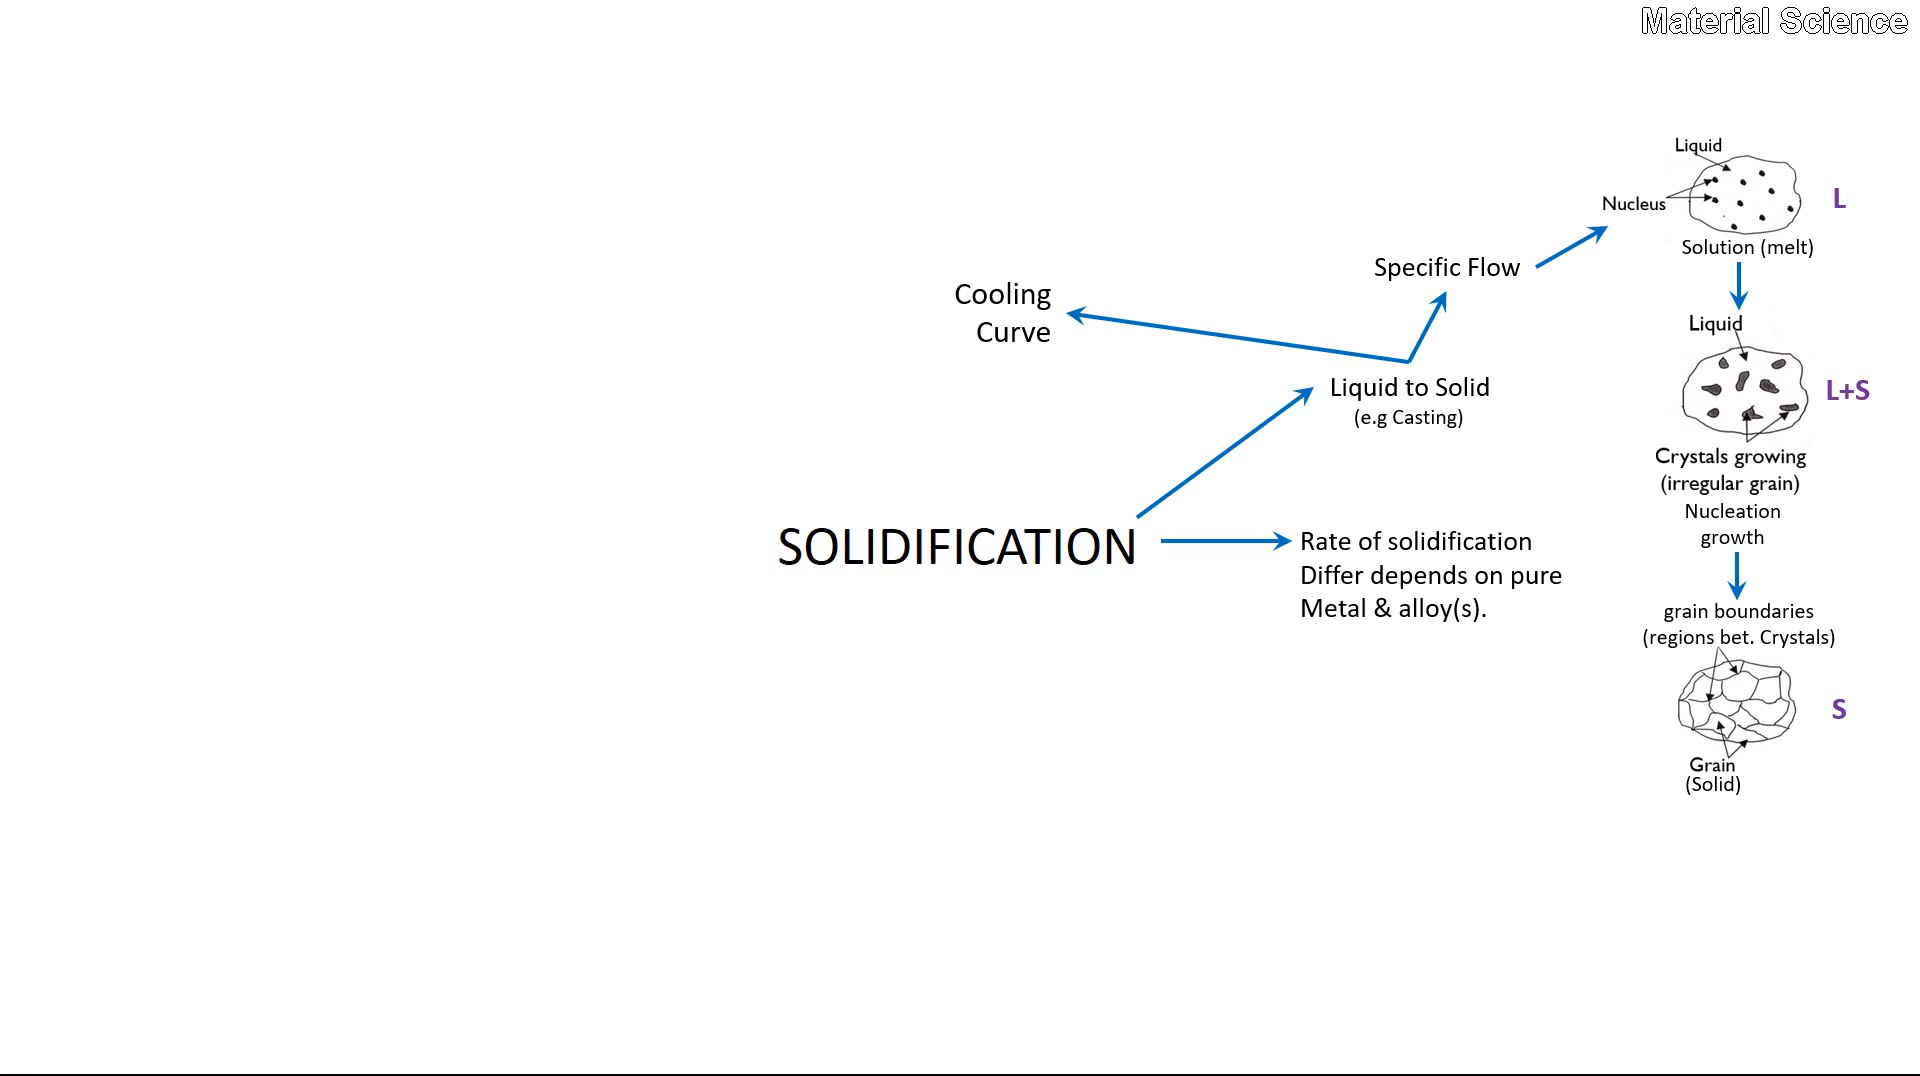 Material Science
Liquid
Nucleus
L
Solution (melt)
Specific Flow
Cooling
Curve
Liquid
Liquid to Solid
(e.g Casting)
L+S
Crystals growing
(irregular grain)
Nucleation
growth
SOLIDIFICATION
Rate of solidification
Differ depends on pure
Metal & alloy(s).
grain boundaries
(regions bet. Crystals)
S
Grain
(Solid)